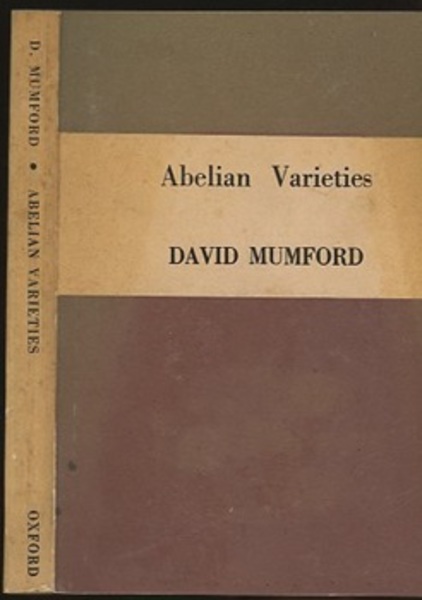 D. MUMFORD • ABELIAN VARIETIES OXFORD
Abelian Varieties
DAVID MUMFORD